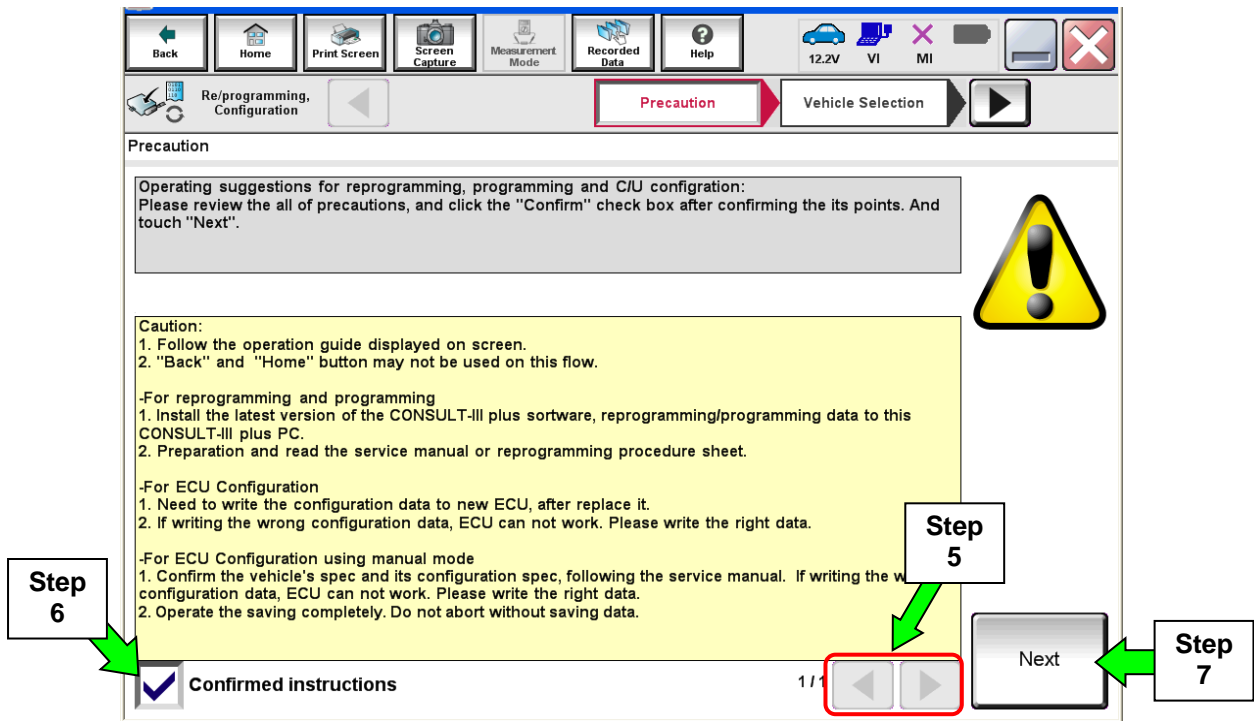 Back
Home
Print Screen
Screen
Capture
Measurement
Mode
Recorded
Data
Help
12.2V
VI
MI
Re/programming,
Configuration
Precaution
Vehicle Selection
Precaution
Operating suggestions for reprogramming, programming and C/U configration:
Please review the all of precautions, and click the "Confirm" check box after confirming the its points. And
touch "Next".
Caution:
1. Follow the operation guide displayed on screen.
2. "Back" and "Home" button may not be used on this flow.
-For reprogramming and programming
1. Install the latest version of the CONSULT-III plus sortware, reprogramming/programming data to this
CONSULT-III plus PC.
2. Preparation and read the service manual or reprogramming procedure sheet.
-For ECU Configuration
1. Need to write the configuration data to new ECU, after replace it.
2. If writing the wrong configuration data, ECU can not work. Please write the right data.
Step
5
-For ECU Configuration using manual mode
1. Confirm the vehicle's spec and its configuration spec, following the service manual. If writing the w
configuration data, ECU can not work. Please write the right data.
2. Operate the saving completely. Do not abort without saving data.
Step
6
Confirmed instructions
1/1
Next
Step
7